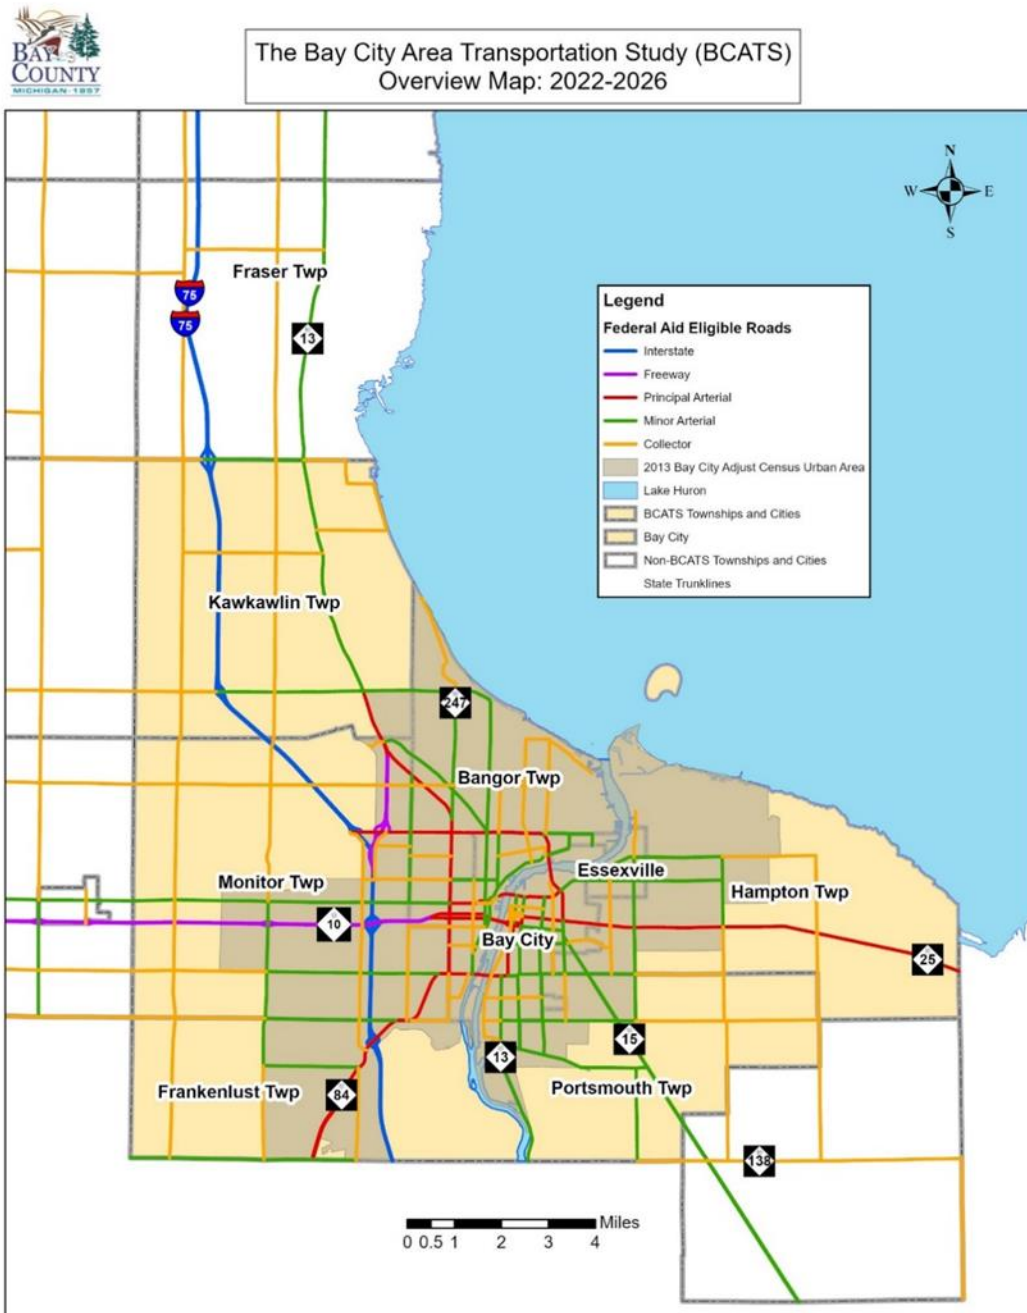 BAY
COUNTY
MICHIGAN·1857
The Bay City Area Transportation Study (BCATS)
Overview Map: 2022-2026
N
W
E
S
Fraser Twp
75
75
13
Legend
Federal Aid Eligible Roads
Interstate
Freeway
Principal Arterial
Minor Arterial
Collector
2013 Bay City Adjust Census Urban Area
Lake Huron
BCATS Townships and Cities
Bay City
Non-BCATS Townships and Cities
State Trunklines
Kawkawlin Twp
247
Bangor Twp
Essexville
Monitor Twp
Hampton Twp
10
Bay City
25
15
13
Portsmouth Twp
Frankenlust Twp
84
138
Miles
0 0.5 1 2 3 4